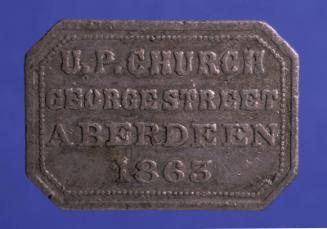 U.P. CHURCH
GEORGE STREET
ABERDEEN
1863